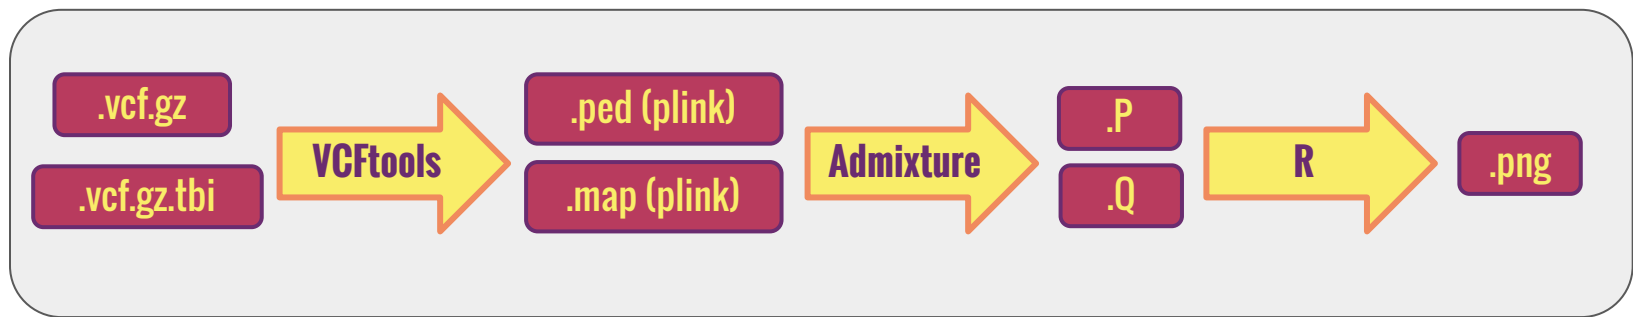 .vcf.gz
.vcf.gz.tbi
VCFtools
.ped (plink)
.map (plink)
Admixture
.P
.Q
R
.png